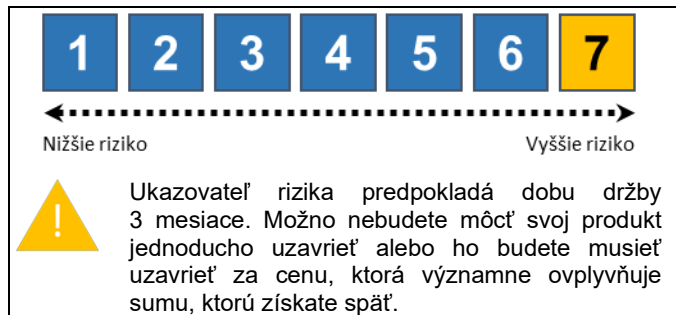 1 2 3 4 5 6 7
Nižšie riziko Vyššie riziko
!
Ukazovateľ rizika predpokladá dobu držby
3 mesiace. Možno nebudete môcť svoj produkt
jednoducho uzavrieť alebo ho budete musieť
uzavrieť za cenu, ktorá významne ovplyvňuje
sumu, ktorú získate späť.